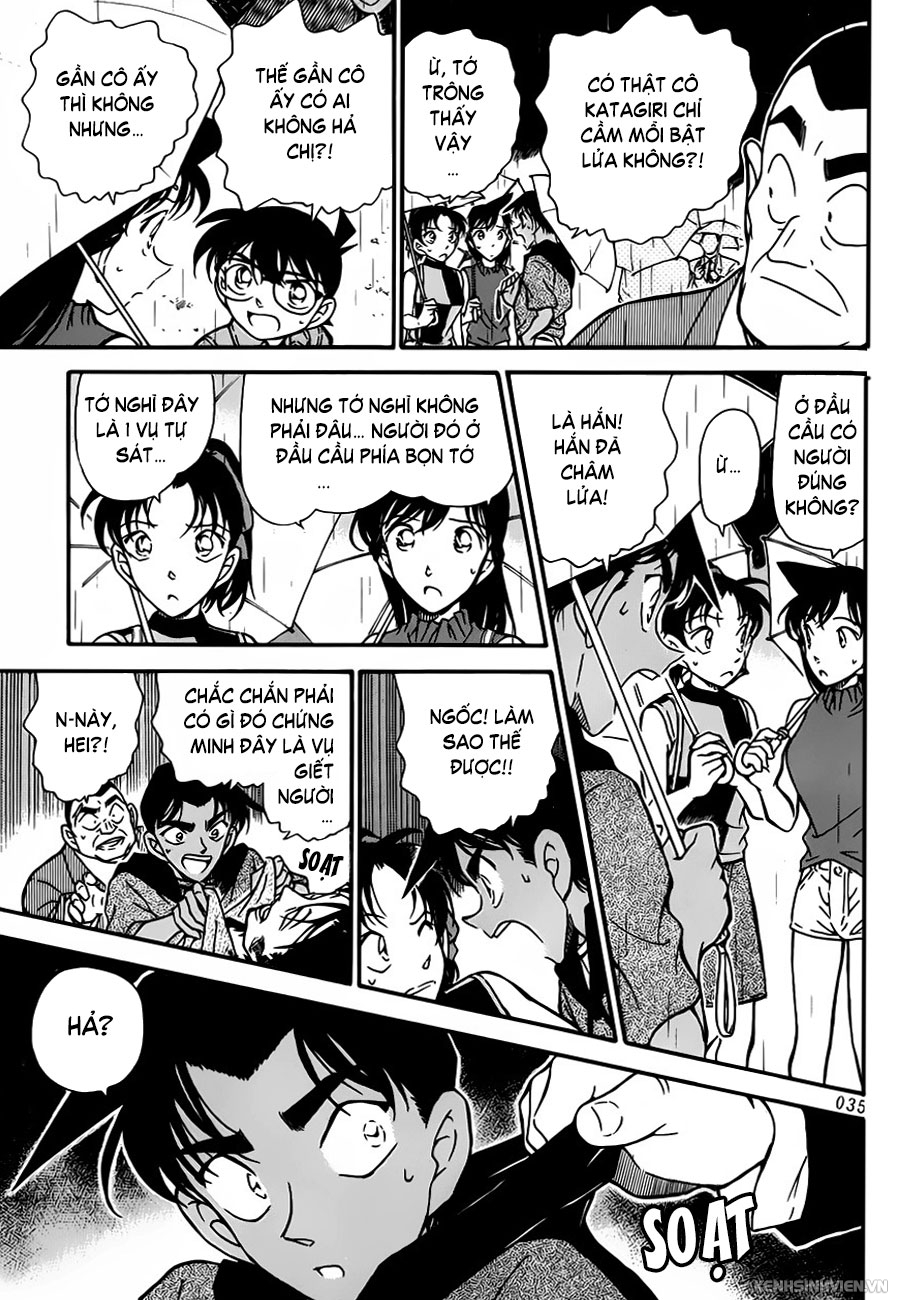 CÓ THẬT CÔ
KATAGIRI CHỈ
CẦM MỒI BẬT
LỬA KHÔNG?!
Ừ, TỚ
TRÔNG
THẤY
VẬY
...
THẾ GẦN CÔ
ẤY CÓ AI
KHÔNG HẢ
CHỊ?!
GẦN CÔ ẤY
THÌ KHÔNG
NHƯNG...
Ở ĐẦU
CẦU CÓ
NGƯỜI
ĐÚNG
KHÔNG?
Ừ...
LÀ HẮN!
HẮN ĐÃ
CHÂM
LỬA!
NHƯNG TỚ NGHĨ KHÔNG
PHẢI ĐÂU... NGƯỜI ĐÓ Ở
ĐẦU CẦU PHÍA BỌN TỚ
...
TỚ NGHĨ ĐÂY
LÀ 1 VỤ TỰ
SÁT...
NGỐC! LÀM
SAO THẾ
ĐƯỢC!!
CHẮC CHẮN PHẢI
CÓ GÌ ĐÓ CHỨNG
MINH ĐÂY LÀ VỤ
GIẾT
NGƯỜI
...
N-NÀY,
HEI?!
SOẠT
HẢ?
035
SOẠT
KENHSINHVIEN.VN